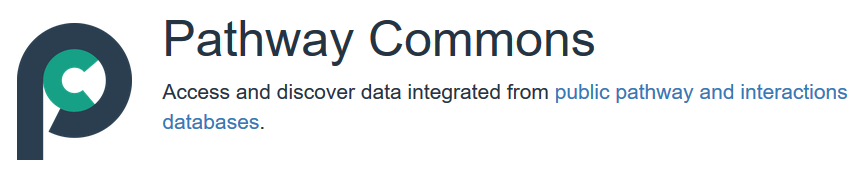 Pathway Commons
Access and discover data integrated from public pathway and interactions
databases.